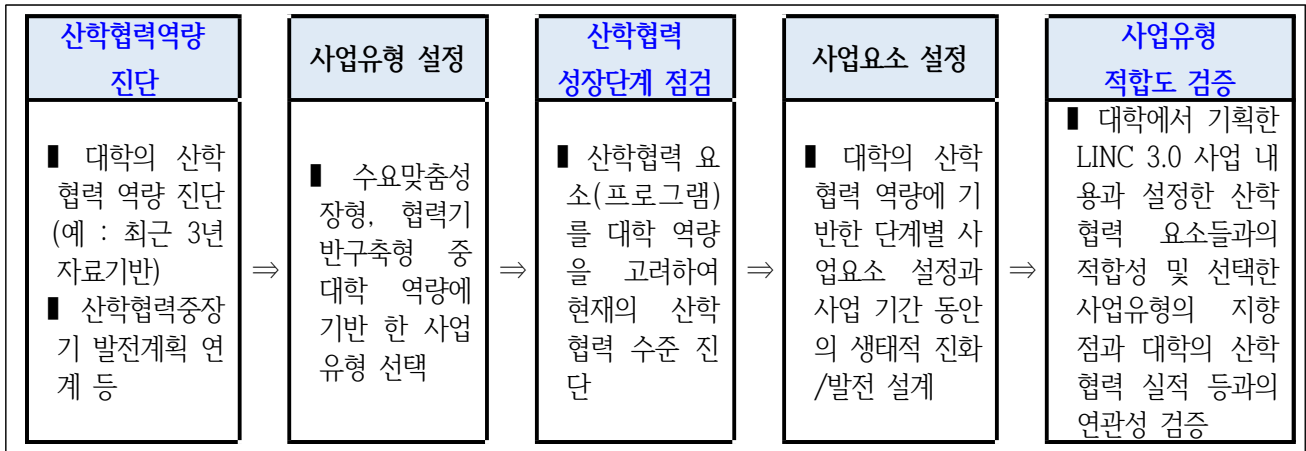 산학협력역량
진단
▮ 대학의 산학
협력 역량 진단
(예 : 최근 3년
자료기반)
▮ 산학협력중장
기 발전계획 연
계 등
⇒
사업유형 설정
▮ 수요맞춤성
장형, 협력기
반구축형 중
대학 역량에
기반 한 사업
유형 선택
⇒
산학협력
성장단계 점검
▮ 산학협력 요
소(프로그램)
를 대학 역량
을 고려하여
현재의 산학
협력 수준 진
단
⇒
사업요소 설정
▮ 대학의 산학
협력 역량에 기
반한 단계별 사
업요소 설정과
사업 기간 동안
의 생태적 진화
/발전 설계
⇒
사업유형
적합도 검증
▮ 대학에서 기획한
LINC 3.0 사업 내
용과 설정한 산학
협력 요소들과의
적합성 및 선택한
사업유형의 지향
점과 대학의 산학
협력 실적 등과의
연관성 검증